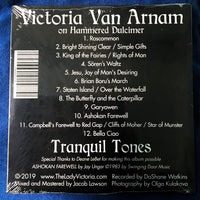 Victoria Van Arnam
on Hammered Dulcimer
1. Roscommon
2. Bright Shining Clear / Simple Gifts
3. King of the Fairies / Rights of Man
4. Sören's Waltz
5. Jesu, Joy of Man's Desiring
6. Brian Boru's March
7. Staten Island / Over the Waterfall
8. The Butterfly and the Caterpillar
9. Garyowen
10. Ashokan Farewell
11. Campbell's Farewell to Red Gap / Cliffs of Moher / Star of Munster
12. Bella Ciao
Tranquil Tones
Special Thanks to Deane Lellef for making this album possible
ASHOKAN FAREWELL by Jay Ungar ©1983 by Swinging Door Music
©2019 www.TheLadyVictoria.com Recorded by DaShane Watkins
Mixed and Mastered by Jacob Lawson Photography by Olga Kulakova